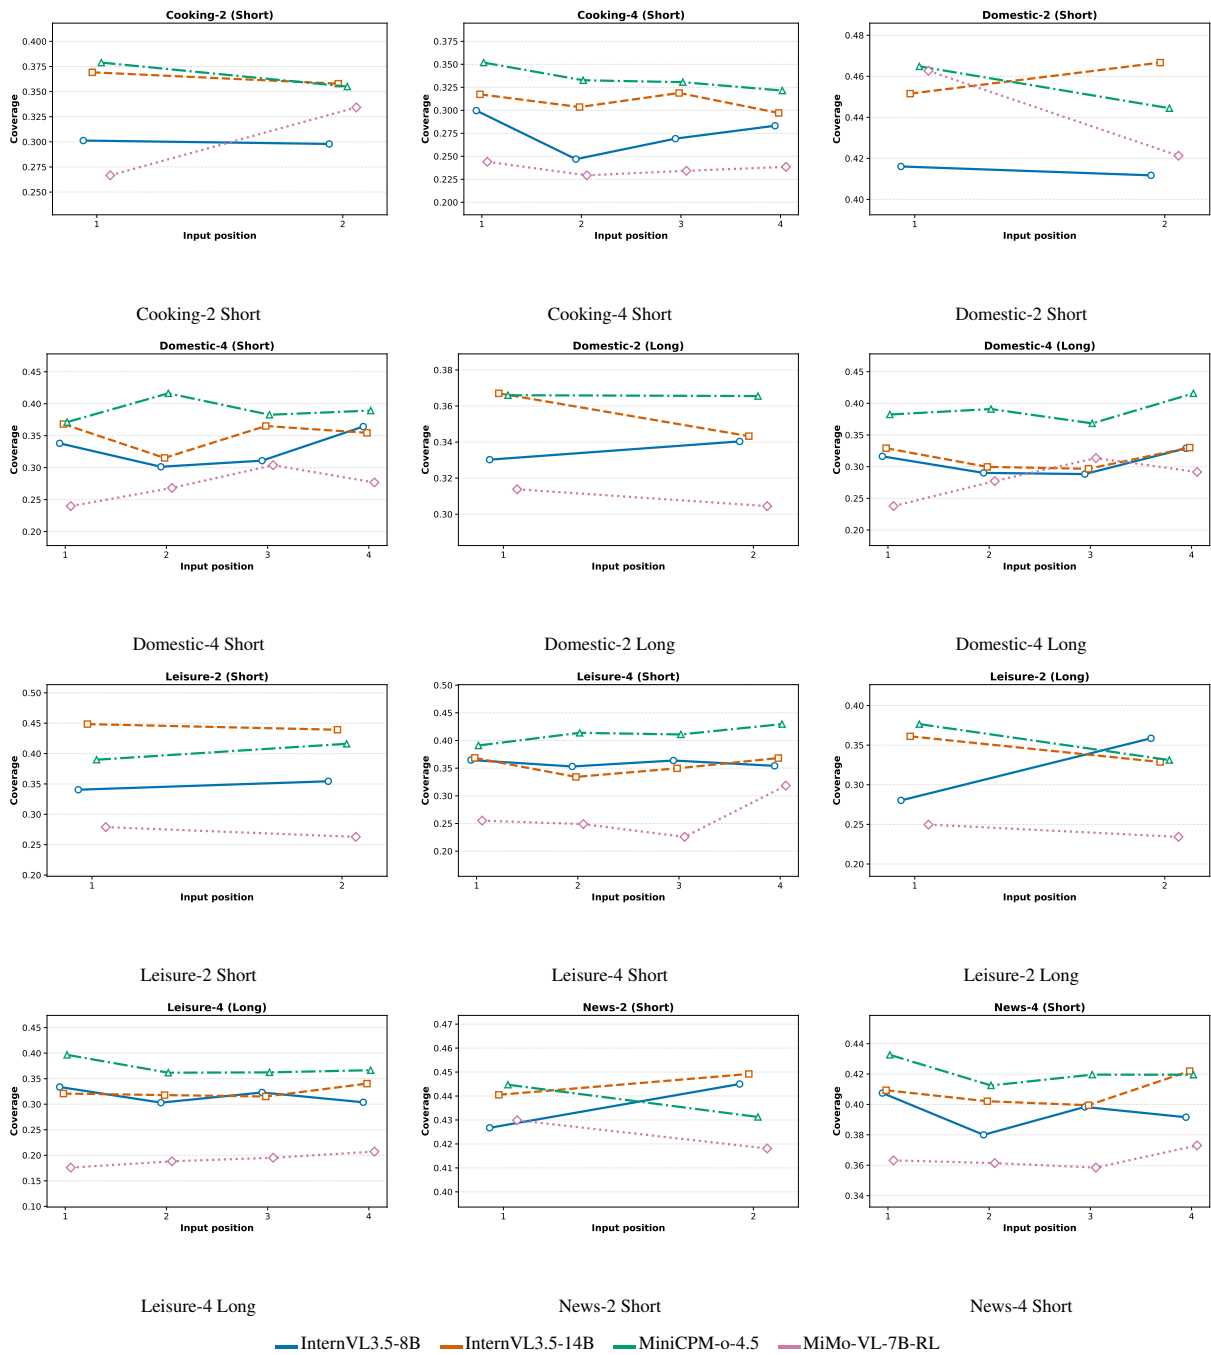 Cooking-2 (Short)
0.400
0.375
0.350
0.325
0.300
0.275
0.250
Coverage
1
2
Input position
Cooking-2 Short
Cooking-4 (Short)
0.375
0.350
0.325
0.300
0.275
0.250
0.225
0.200
Coverage
1
2
3
4
Input position
Cooking-4 Short
Domestic-2 (Short)
0.48
0.46
0.44
0.42
0.40
Coverage
1
2
Input position
Domestic-2 Short
Domestic-4 (Short)
0.45
0.40
0.35
0.30
0.25
0.20
Coverage
1
2
3
4
Input position
Domestic-4 Short
Domestic-2 (Long)
0.38
0.36
0.34
0.32
0.30
Coverage
1
2
Input position
Domestic-2 Long
Domestic-4 (Long)
0.45
0.40
0.35
0.30
0.25
0.20
Coverage
1
2
3
4
Input position
Domestic-4 Long
Leisure-2 (Short)
0.50
0.45
0.40
0.35
0.30
0.25
0.20
Coverage
1
2
Input position
Leisure-2 Short
Leisure-4 (Short)
0.50
0.45
0.40
0.35
0.30
0.25
0.20
Coverage
1
2
3
4
Input position
Leisure-4 Short
Leisure-2 (Long)
0.40
0.35
0.30
0.25
0.20
Coverage
1
2
Input position
Leisure-2 Long
Leisure-4 (Long)
0.45
0.40
0.35
0.30
0.25
0.20
0.15
0.10
Coverage
1
2
3
4
Input position
Leisure-4 Long
News-2 (Short)
0.47
0.46
0.45
0.44
0.43
0.42
0.41
0.40
Coverage
1
2
Input position
News-2 Short
News-4 (Short)
0.44
0.42
0.40
0.38
0.36
0.34
Coverage
1
2
3
4
Input position
News-4 Short
InternVL3.5-8B InternVL3.5-14B MiniCPM-o-4.5 MiMo-VL-7B-RL